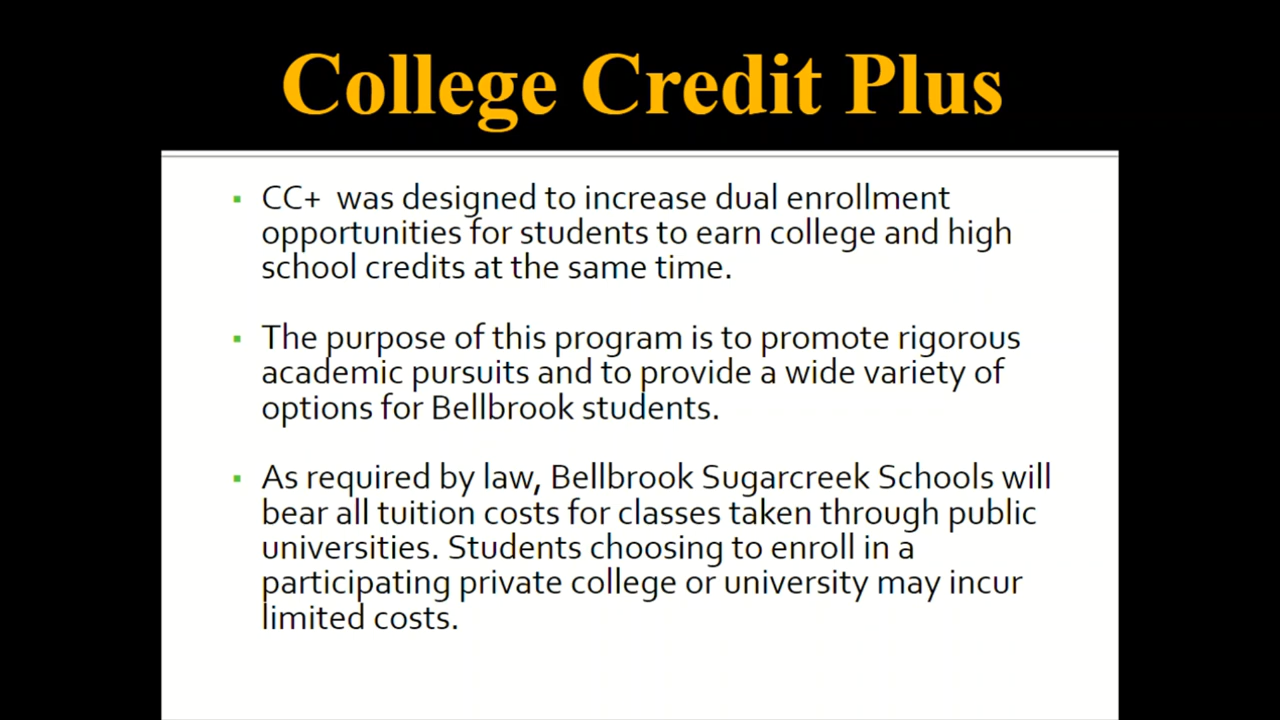 College Credit Plus
▪ CC+ was designed to increase dual enrollment
opportunities for students to earn college and high
school credits at the same time.
▪ The purpose of this program is to promote rigorous
academic pursuits and to provide a wide variety of
options for Bellbrook students.
▪ As required by law, Bellbrook Sugarcreek Schools will
bear all tuition costs for classes taken through public
universities. Students choosing to enroll in a
participating private college or university may incur
limited costs.